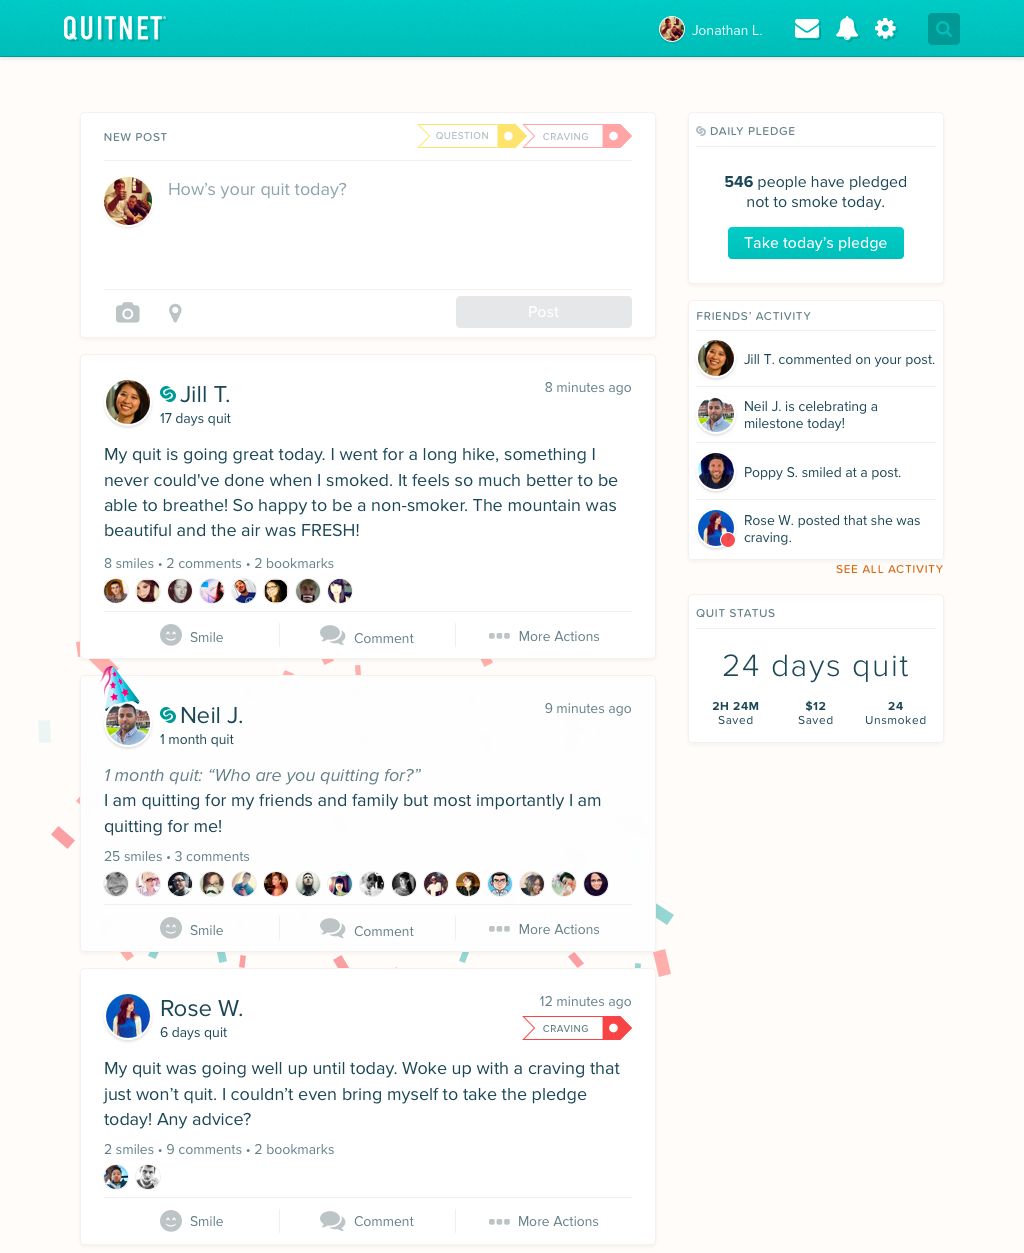 QUITNET
Jonathan L.
NEW POST
QUESTION
CRAVING
How's your quit today?
Post
Jill T.
8 minutes ago
17 days quit
My quit is going great today. I went for a long hike, something I
never could've done when I smoked. It feels so much better to be
able to breathe! So happy to be a non-smoker. The mountain was
beautiful and the air was FRESH!
8 smiles • 2 comments • 2 bookmarks
Smile
Comment
More Actions
Neil J.
9 minutes ago
1 month quit
1 month quit: “Who are you quitting for?”
I am quitting for my friends and family but most importantly I am
quitting for me!
25 smiles • 3 comments
Smile
Comment
More Actions
Rose W.
12 minutes ago
6 days quit
CRAVING
My quit was going well up until today. Woke up with a craving that
just won’t quit. I couldn’t even bring myself to take the pledge
today! Any advice?
2 smiles • 9 comments • 2 bookmarks
Smile
Comment
More Actions
DAILY PLEDGE
546 people have pledged
not to smoke today.
Take today’s pledge
FRIENDS’ ACTIVITY
Jill T. commented on your post.
Neil J. is celebrating a
milestone today!
Poppy S. smiled at a post.
Rose W. posted that she was
craving.
SEE ALL ACTIVITY
QUIT STATUS
24 days quit
2H 24M
Saved
$12
Saved
24
Unsmoked